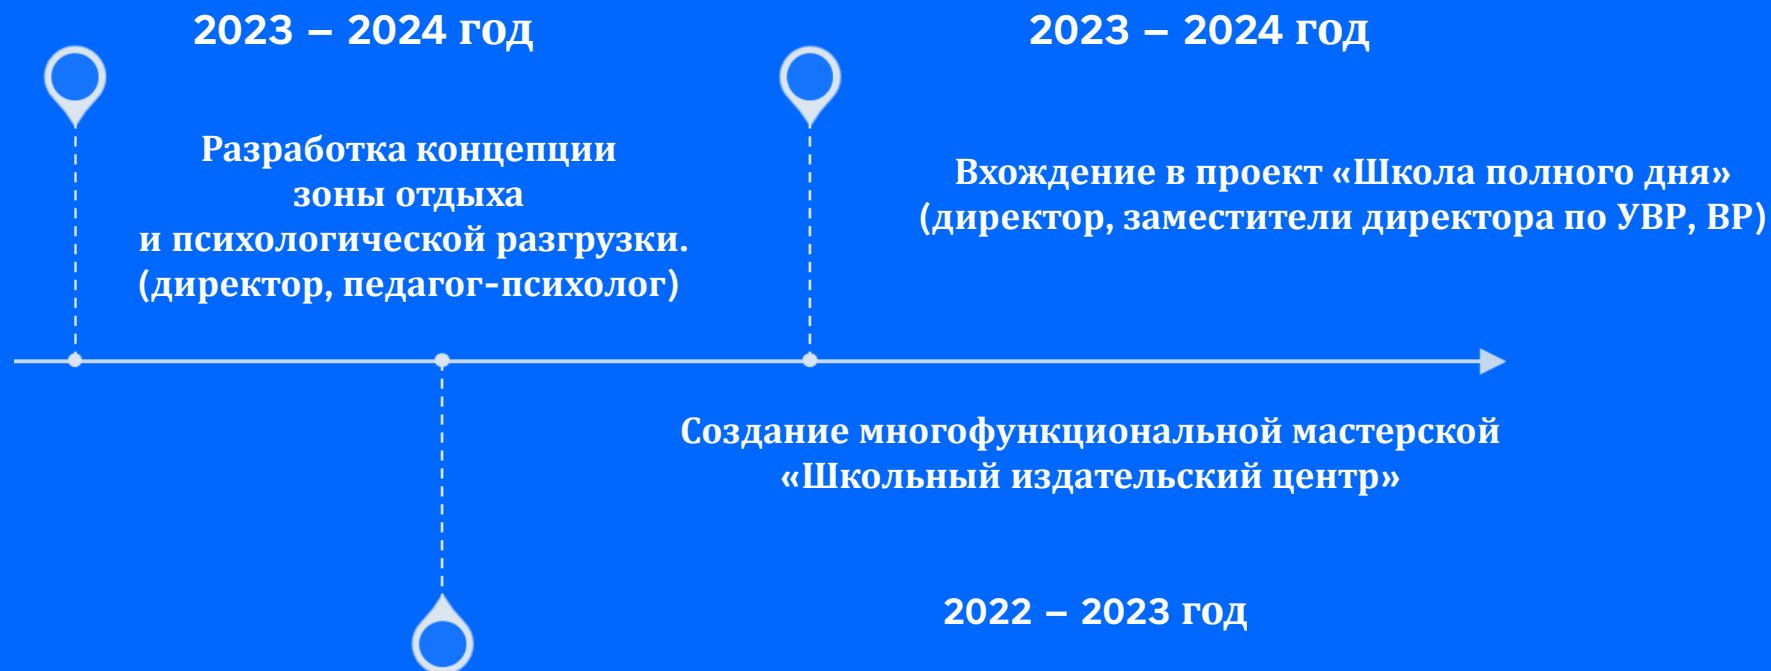 2023 – 2024 год
Разработка концепции
зоны отдыха
и психологической разгрузки.
(директор, педагог-психолог)
2023 – 2024 год
Вхождение в проект «Школа полного дня»
(директор, заместители директора по УВР, ВР)
Создание многофункциональной мастерской
«Школьный издательский центр»
2022 – 2023 год